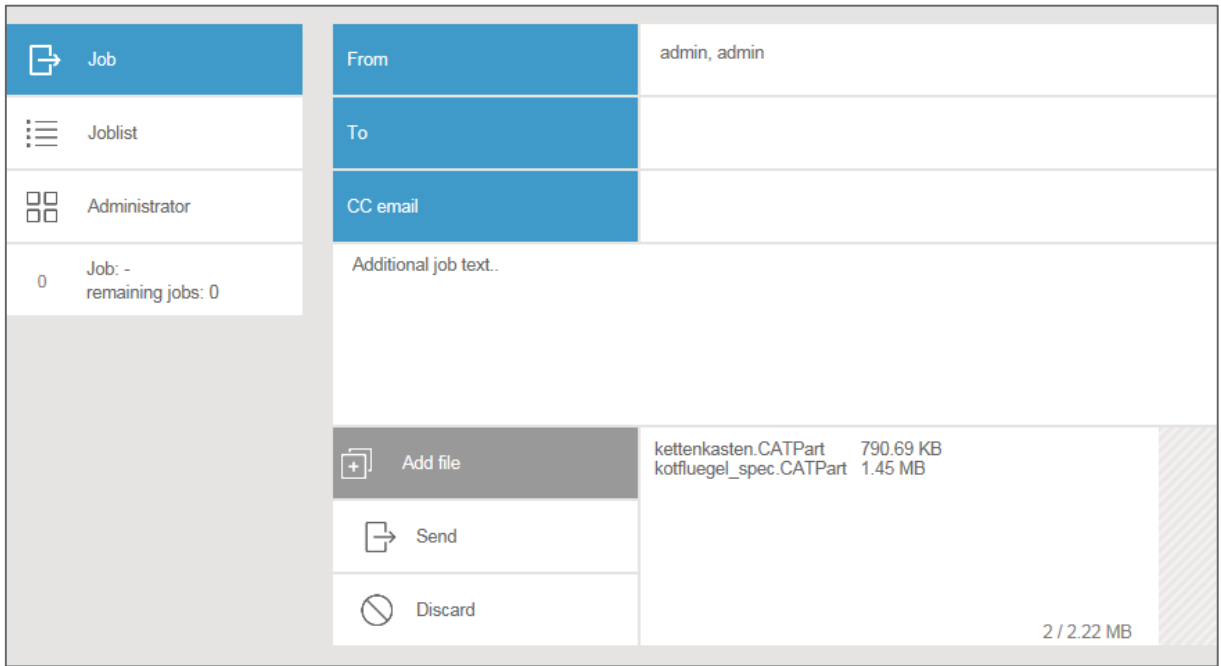 Job
Joblist
Administrator
0
Job: -
remaining jobs: 0
From
admin, admin
To
CC email
Additional job text..
Add file
kettenkasten.CATPart 790.69 KB
kotfluegel_spec.CATPart 1.45 MB
Send
Discard
2 / 2.22 MB